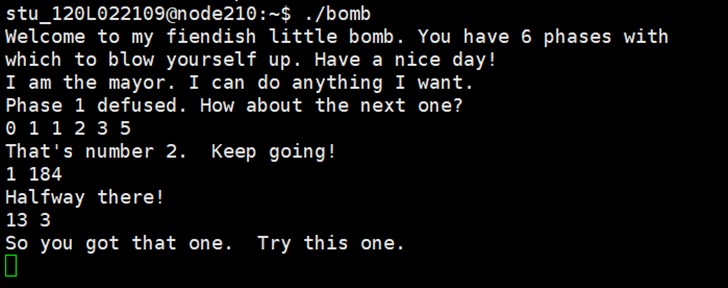 stu_120L022109@node210:~$ ./bomb
Welcome to my fiendish little bomb. You have 6 phases with
which to blow yourself up. Have a nice day!
I am the mayor. I can do anything I want.
Phase 1 defused. How about the next one?
0 1 1 2 3 5
That's number 2.  Keep going!
1 184
Halfway there!
13 3
So you got that one.  Try this one.